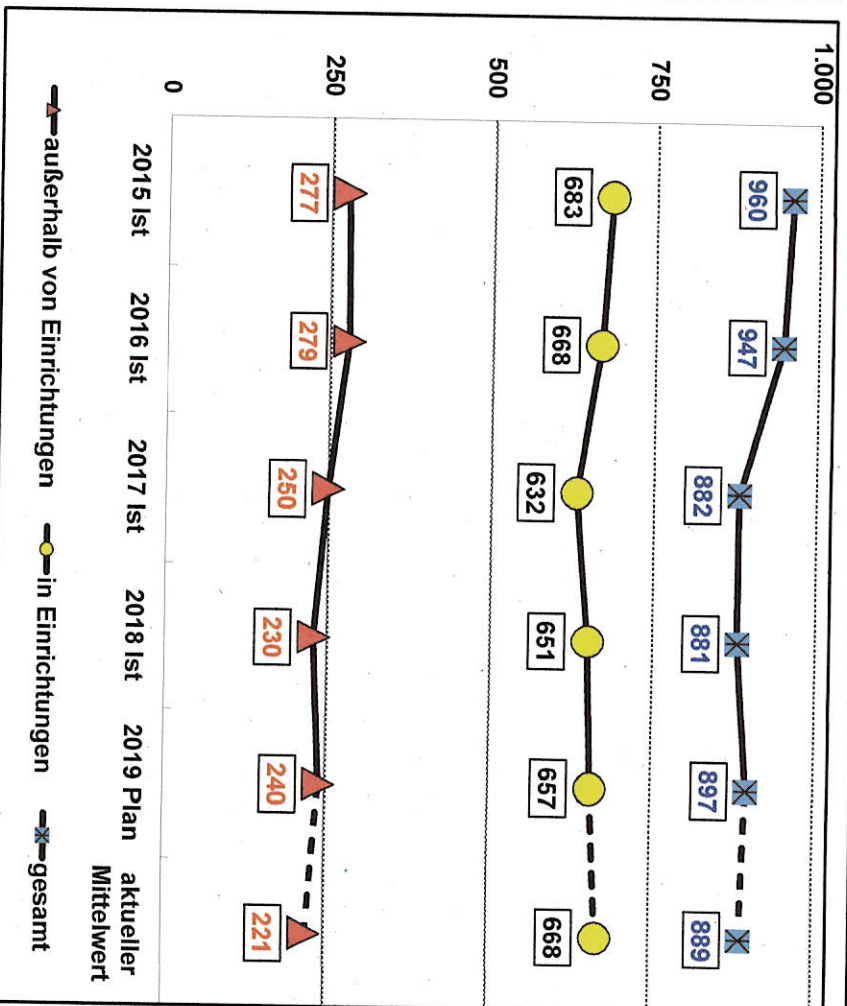 1.000
750
500
250
0
960
947
882
881
897
889
683
668
632
651
657
668
277
279
250
230
240
221
2015 Ist
2016 Ist
2017 Ist
2018 Ist
2019 Plan
aktueller
Mittelwert
außerhalb von Einrichtungen
in Einrichtungen
gesamt